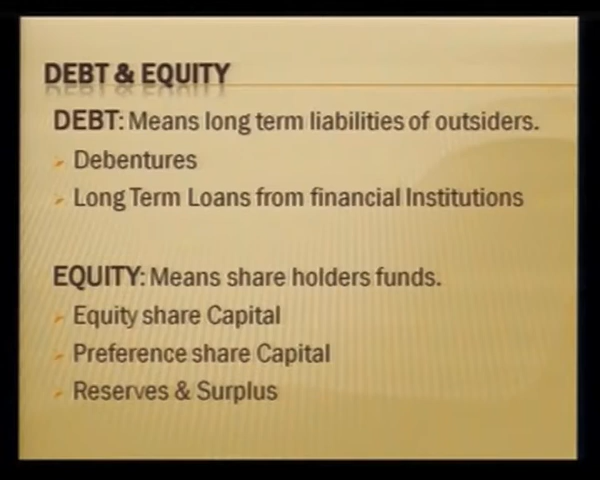 DEBT & EQUITY
DEBT: Means long term liabilities of outsiders.
Debentures
Long Term Loans from financial Institutions
EQUITY: Means share holders funds.
Equity share Capital
Preference share Capital
Reserves & Surplus